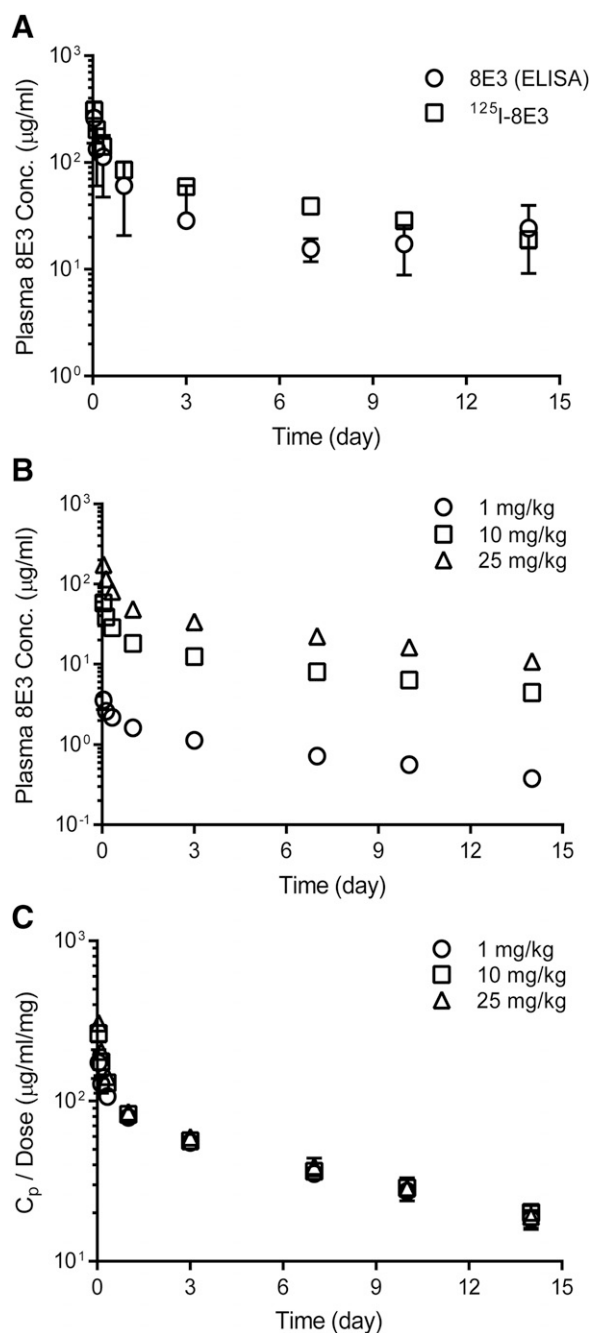 A
Plasma 8E3 Conc. (μg/ml)
10³
10²
10¹
10⁰
0 3 6 9 12 15
Time (day)
8E3 (ELISA)
¹²⁵I-8E3
B
Plasma 8E3 Conc. (μg/ml)
10³
10²
10¹
10⁰
10⁻¹
0 3 6 9 12 15
Time (day)
1 mg/kg
10 mg/kg
25 mg/kg
C
Cₚ / Dose (μg/ml/mg)
10³
10²
10¹
0 3 6 9 12 15
Time (day)
1 mg/kg
10 mg/kg
25 mg/kg